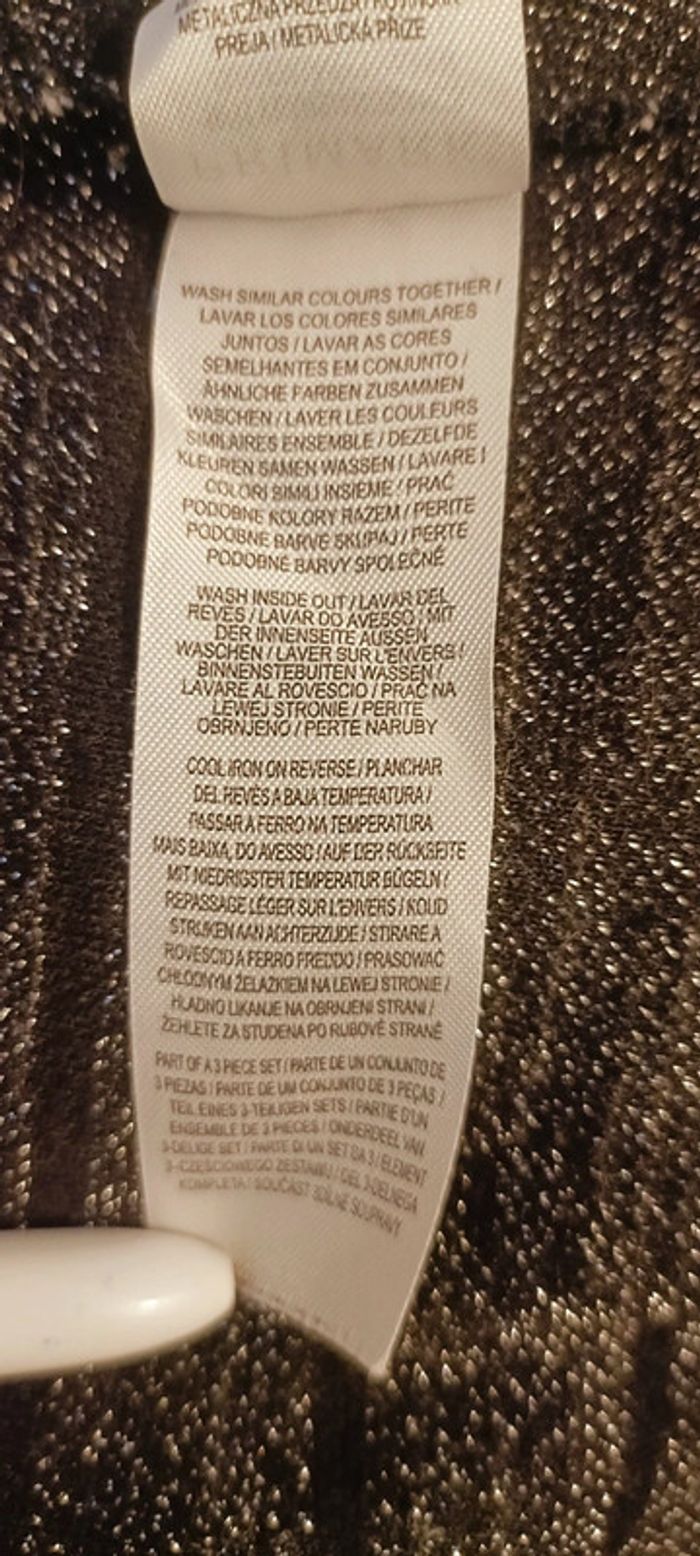 METALICZNA PRZĘDZA
PREJA / METALICKÁ PŘÍZE
WASH SIMILAR COLOURS TOGETHER /
LAVAR LOS COLORES SIMILARES
JUNTOS / LAVAR AS CORES
SEMELHANTES EM CONJUNTO /
ÄHNLICHE FARBEN ZUSAMMEN
WASCHEN / LAVER LES COULEURS
SIMILAIRES ENSEMBLE / DEZELFDE
KLEUREN SAMEN WASSEN / LAVARE I
COLORI SIMILI INSIEME / PRAĆ
PODOBNE KOLORY RAZEM / PERITE
PODOBNE BARVE SKUPAJ / PERTE
PODOBNÉ BARVY SPOLEČNĚ
WASH INSIDE OUT / LAVAR DEL
REVÉS / LAVAR DO AVESSO / MIT
DER INNENSEITE AUSSEN
WASCHEN / LAVER SUR L'ENVERS /
BINNENSTEBUITEN WASSEN /
LAVARE AL ROVESCIO / PRAĆ NA
LEWEJ STRONIE / PERITE
OBRNJENO / PERTE NARUBY
COOL IRON ON REVERSE / PLANCHAR
DEL REVÉS A BAJA TEMPERATURA /
PASSAR A FERRO NA TEMPERATURA
MAIS BAIXA, DO AVESSO / AUF DER RÜCKSEITE
MIT NIEDRIGSTER TEMPERATUR BÜGELN /
REPASSAGE LÉGER SUR L'ENVERS / KOUD
STRIJKEN AAN ACHTERZIJDE / STIRARE A
ROVESCIO A FERRO FREDDO / PRASOWAĆ
CHŁODNYM ŻELAZKIEM NA LEWEJ STRONIE /
HLADNO LIKANJE NA OBRNJENI STRANI /
ŽEHLETE ZA STUDENA PO RUBOVÉ STRANĚ
PART OF A 3 PIECE SET / PARTE DE UN CONJUNTO DE
3 PIEZAS / PARTE DE UM CONJUNTO DE 3 PEÇAS /
TEIL EINES 3-TEILIGEN SETS / PARTIE D'UN
ENSEMBLE DE 3 PIÈCES / ONDERDEEL VAN
3-DELIGE SET / PARTE DI UN SET DA 3 / ELEMENT
3-CZĘŚCIOWEGO ZESTAWU / DEL 3-DELNEGA
KOMPLETA / SOUČÁST 3DÍLNÉ SOUPRAVY